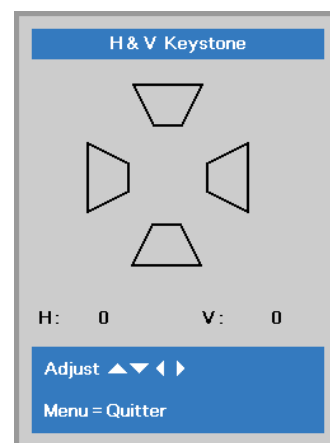 H & V Keystone
H: 0 V: 0
Adjust ▲▼◀▶
Menu = Quitter